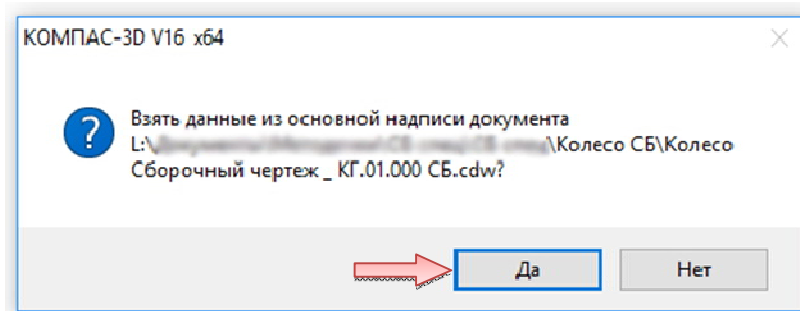 КОМПАС-3D V16 x64
Взять данные из основной надписи документа
L:\ \Колесо СБ\Колесо
Сборочный чертеж _ КГ.01.000 СБ.cdw?
Да
Нет